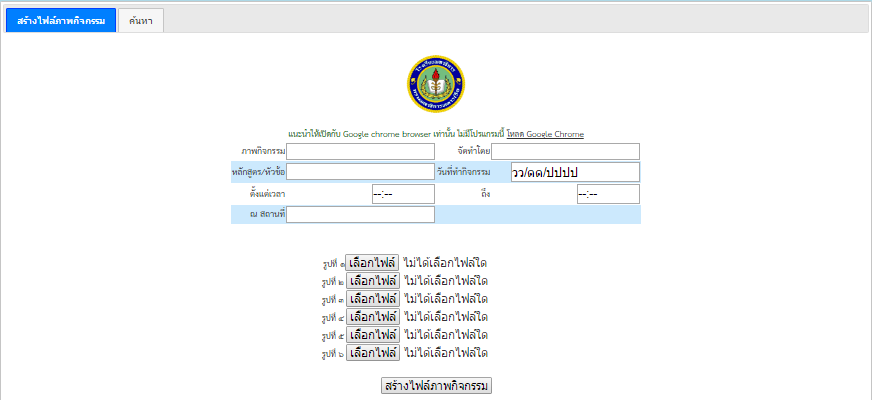 สร้างไฟล์ภาพกิจกรรม ค้นหา
แนะนำให้เปิดกับ Google chrome browser เท่านั้น ไม่มีโปรแกรมนี้ โหลด Google Chrome
ภาพกิจกรรม จัดทำโดย
หลักสูตร/หัวข้อ วันที่ทำกิจกรรม วว/ดด/ปปปป
ตั้งแต่เวลา --:-- ถึง --:--
ณ สถานที่
รูปที่ ๑ เลือกไฟล์ ไม่ได้เลือกไฟล์ใด
รูปที่ ๒ เลือกไฟล์ ไม่ได้เลือกไฟล์ใด
รูปที่ ๓ เลือกไฟล์ ไม่ได้เลือกไฟล์ใด
รูปที่ ๔ เลือกไฟล์ ไม่ได้เลือกไฟล์ใด
รูปที่ ๕ เลือกไฟล์ ไม่ได้เลือกไฟล์ใด
รูปที่ ๖ เลือกไฟล์ ไม่ได้เลือกไฟล์ใด
สร้างไฟล์ภาพกิจกรรม